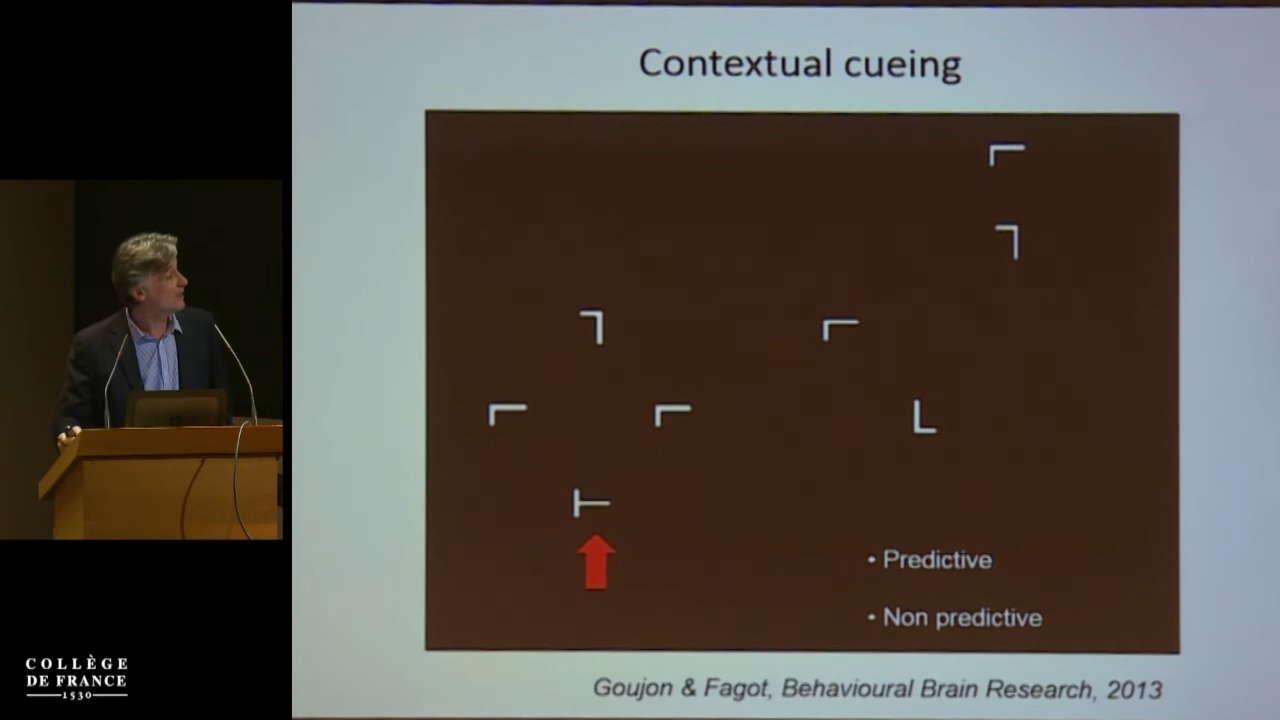 Contextual cueing
• Predictive
• Non predictive
Goujon & Fagot, Behavioural Brain Research, 2013
COLLÈGE
DE FRANCE
1530